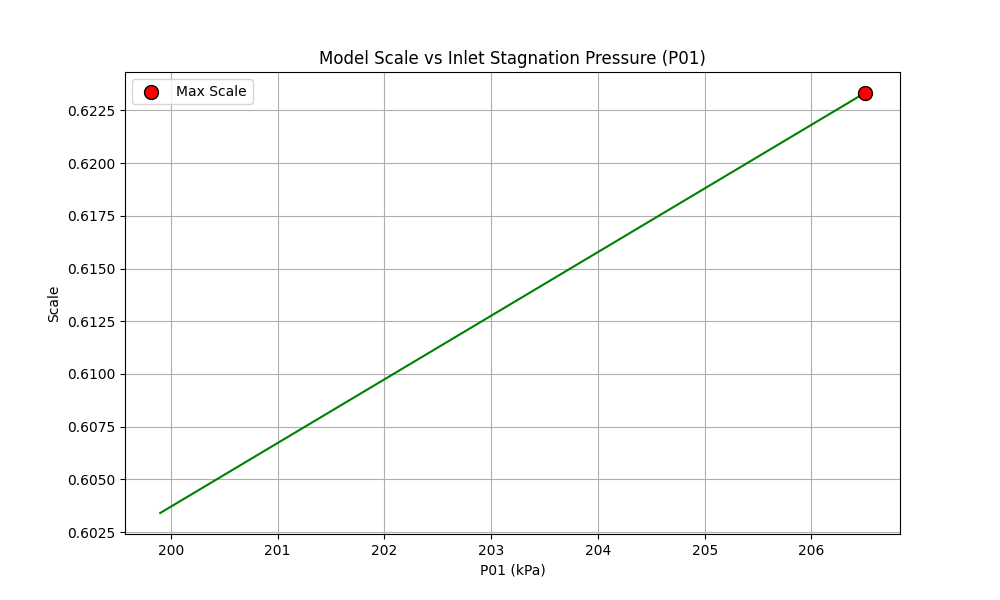 Model Scale vs Inlet Stagnation Pressure (P01)
Max Scale
0.6225
0.6200
0.6175
0.6150
0.6125
0.6100
0.6075
0.6050
0.6025
Scale
200 201 202 203 204 205 206
P01 (kPa)